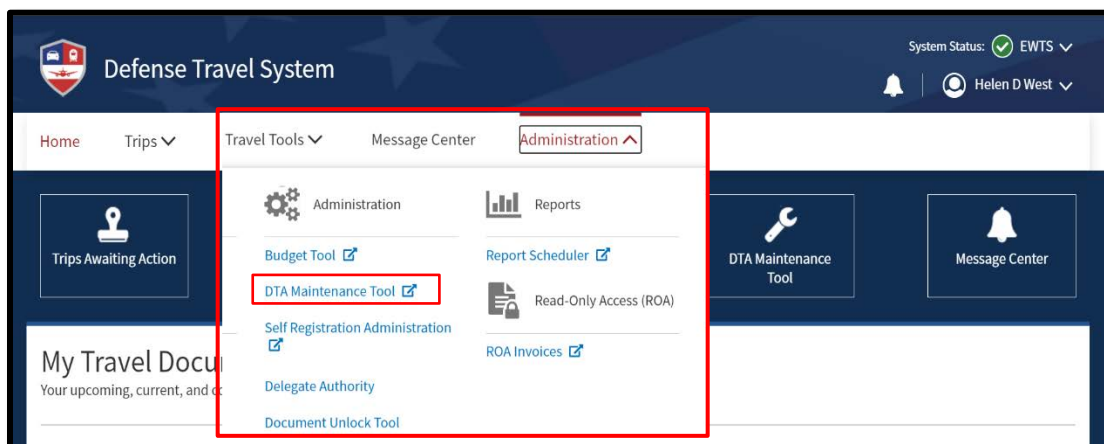 System Status: EWTS
Defense Travel System
Helen D West
Home Trips Travel Tools Message Center Administration
Administration Reports
Trips Awaiting Action
Budget Tool Report Scheduler
DTA Maintenance Tool
Read-Only Access (ROA)
Self Registration Administration
ROA Invoices
Delegate Authority
Document Unlock Tool
DTA Maintenance
Tool
Message Center
My Travel Docu
Your upcoming, current, and